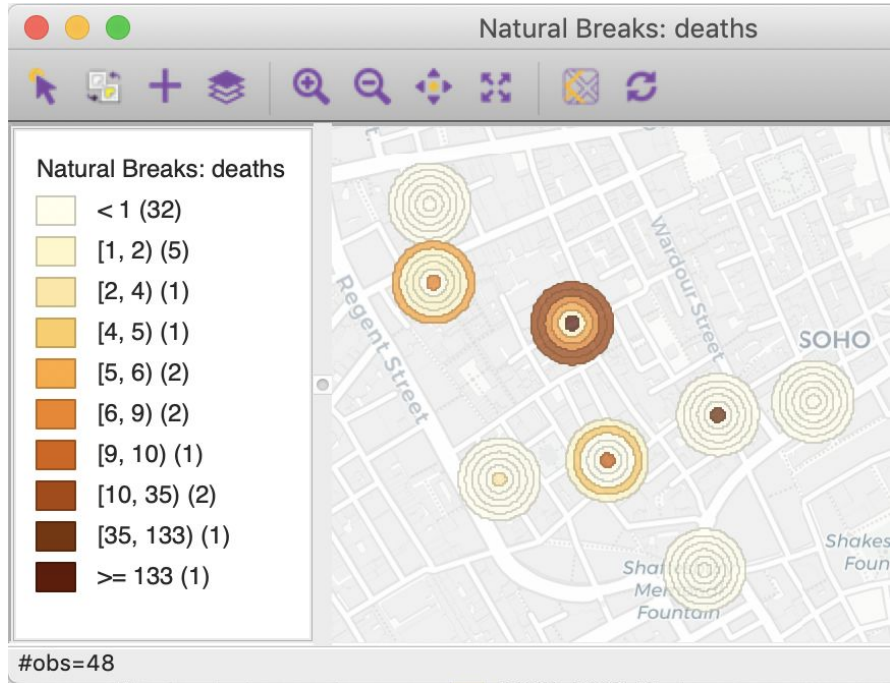 Natural Breaks: deaths
Natural Breaks: deaths
< 1 (32)
[1, 2) (5)
[2, 4) (1)
[4, 5) (1)
[5, 6) (2)
[6, 9) (2)
[9, 10) (1)
[10, 35) (2)
[35, 133) (1)
>= 133 (1)
Regent Street
Wardour Street
SOHO
Shakes
Foun
Fountain
#obs=48